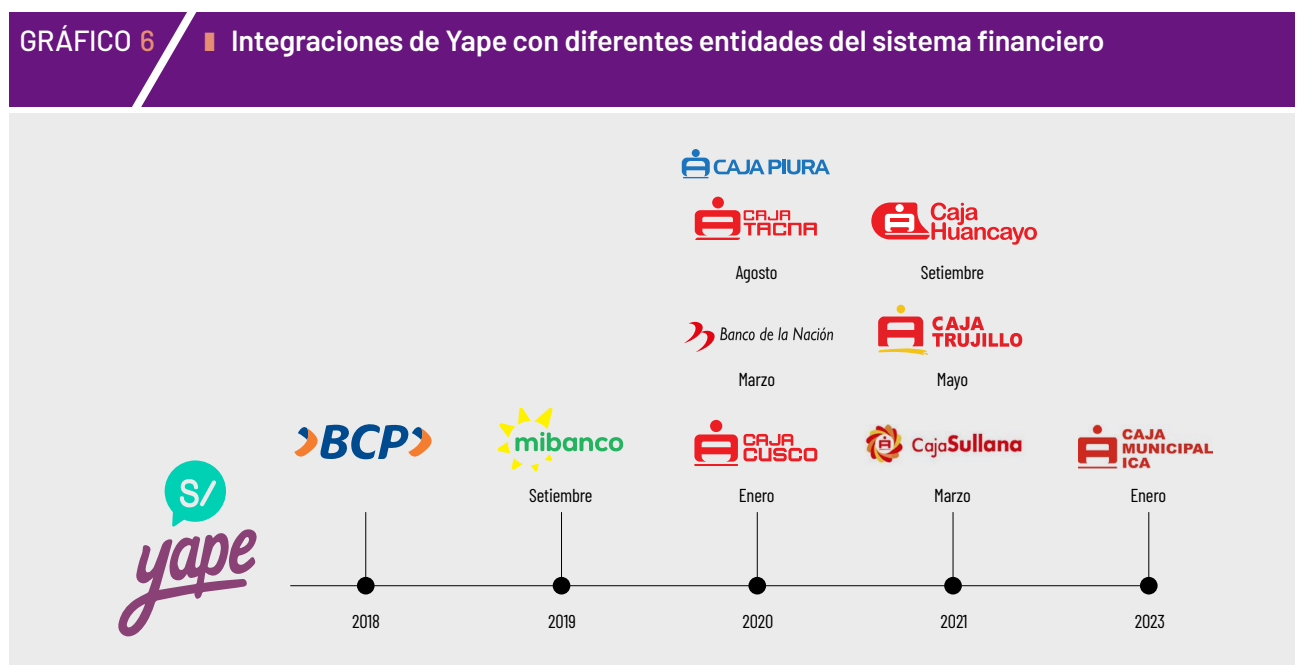 GRÁFICO 6
Integraciones de Yape con diferentes entidades del sistema financiero
CAJA PIURA
CAJA
TACNA
Caja
Huancayo
Agosto
Setiembre
Banco de la Nación
CAJA
TRUJILLO
Marzo
Mayo
BCP
mibanco
CAJA
CUSCO
CajaSullana
CAJA
MUNICIPAL
ICA
Setiembre
Enero
Marzo
Enero
S/
yape
2018
2019
2020
2021
2023